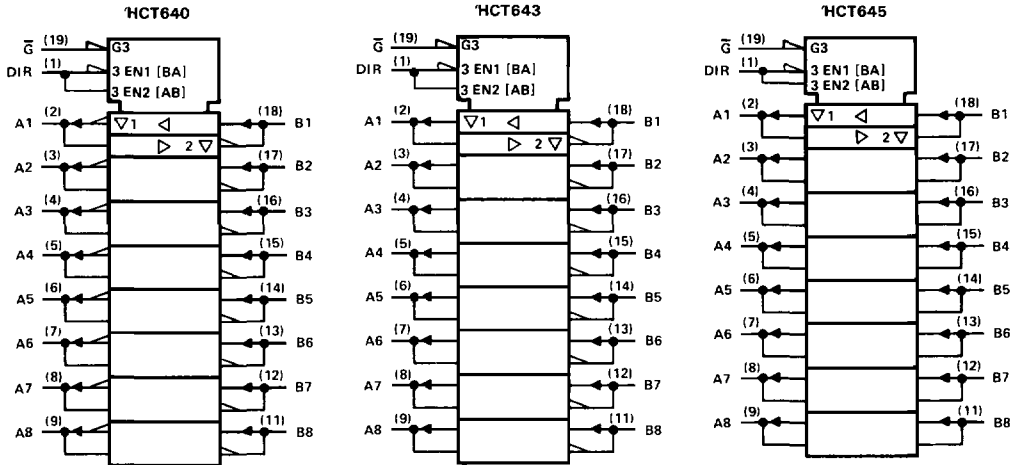 'HCT640
G̅ (19) G3
DIR (1) 3 EN1 [BA]
3 EN2 [AB]
A1 (2) ▽1 ◁ (18) B1
▷ 2▽
A2 (3) (17) B2
A3 (4) (16) B3
A4 (5) (15) B4
A5 (6) (14) B5
A6 (7) (13) B6
A7 (8) (12) B7
A8 (9) (11) B8
'HCT643
G̅ (19) G3
DIR (1) 3 EN1 [BA]
3 EN2 [AB]
A1 (2) ▽1 ◁ (18) B1
▷ 2▽
A2 (3) (17) B2
A3 (4) (16) B3
A4 (5) (15) B4
A5 (6) (14) B5
A6 (7) (13) B6
A7 (8) (12) B7
A8 (9) (11) B8
'HCT645
G̅ (19) G3
DIR (1) 3 EN1 [BA]
3 EN2 [AB]
A1 (2) ▽1 ◁ (18) B1
▷ 2▽
A2 (3) (17) B2
A3 (4) (16) B3
A4 (5) (15) B4
A5 (6) (14) B5
A6 (7) (13) B6
A7 (8) (12) B7
A8 (9) (11) B8